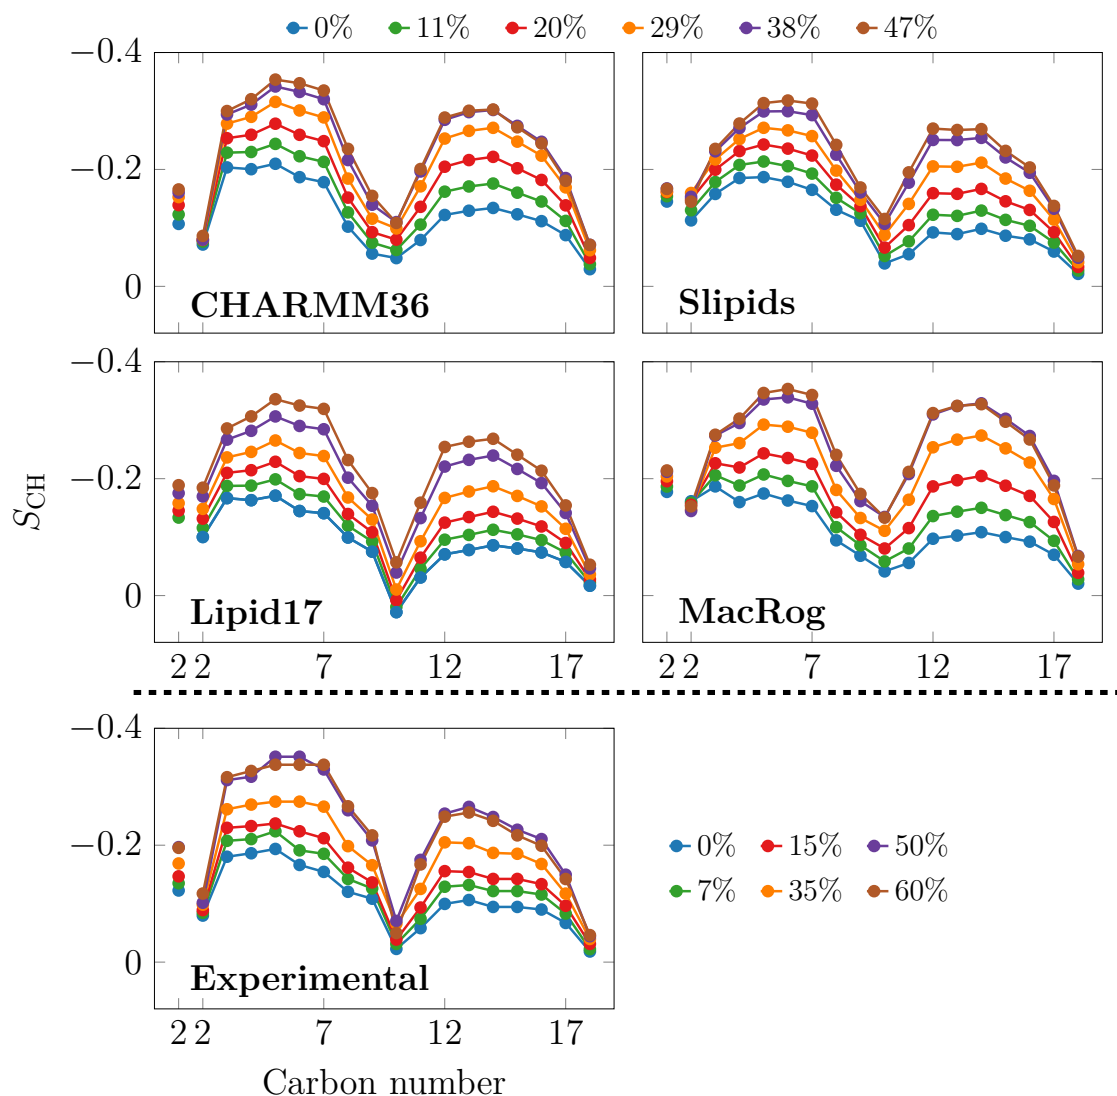 0% 11% 20% 29% 38% 47%
−0.4
−0.2
0
CHARMM36
Slipids
−0.4
−0.2
0
Lipid17
MacRog
2 2 7 12 17
2 2 7 12 17
S_CH
−0.4
−0.2
0
Experimental
2 2 7 12 17
Carbon number
0% 15% 50%
7% 35% 60%